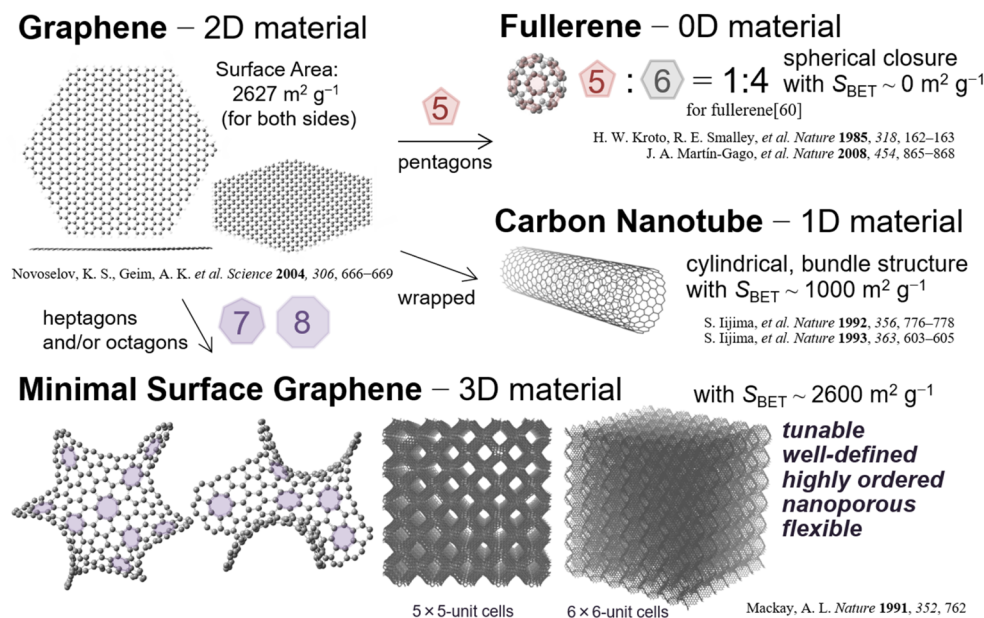 Graphene – 2D material
Surface Area:
2627 m² g⁻¹
(for both sides)
Novoselov, K. S., Geim, A. K. et al. Science 2004, 306, 666−669
5
pentagons
Fullerene – 0D material
5 : 6 = 1:4
for fullerene[60]
spherical closure
with SBET ~ 0 m² g⁻¹
H. W. Kroto, R. E. Smalley, et al. Nature 1985, 318, 162–163
J. A. Martín-Gago, et al. Nature 2008, 454, 865–868
wrapped
Carbon Nanotube – 1D material
cylindrical, bundle structure
with SBET ~ 1000 m² g⁻¹
S. Iijima, et al. Nature 1992, 356, 776–778
S. Iijima, et al. Nature 1993, 363, 603–605
heptagons
and/or octagons
7 8
Minimal Surface Graphene – 3D material
with SBET ~ 2600 m² g⁻¹
tunable
well-defined
highly ordered
nanoporous
flexible
5 × 5-unit cells
6 × 6-unit cells
Mackay, A. L. Nature 1991, 352, 762